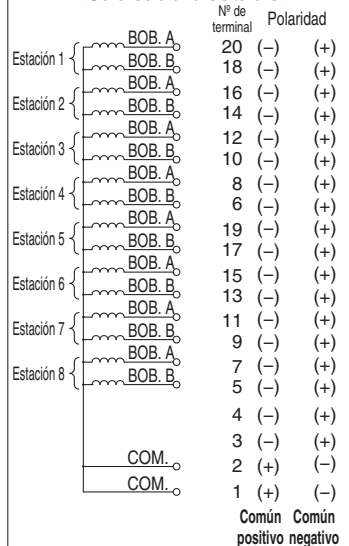 Nº de
terminal Polaridad
BOB. A 20 (–) (+)
Estación 1
BOB. B 18 (–) (+)
BOB. A 16 (–) (+)
Estación 2
BOB. B 14 (–) (+)
BOB. A 12 (–) (+)
Estación 3
BOB. B 10 (–) (+)
BOB. A 8 (–) (+)
Estación 4
BOB. B 6 (–) (+)
BOB. A 19 (–) (+)
Estación 5
BOB. B 17 (–) (+)
BOB. A 15 (–) (+)
Estación 6
BOB. B 13 (–) (+)
BOB. A 11 (–) (+)
Estación 7
BOB. B 9 (–) (+)
BOB. A 7 (–) (+)
Estación 8
BOB. B 5 (–) (+)
4 (–) (+)
3 (–) (+)
COM. 2 (+) (–)
COM. 1 (+) (–)
Común Común
positivo negativo